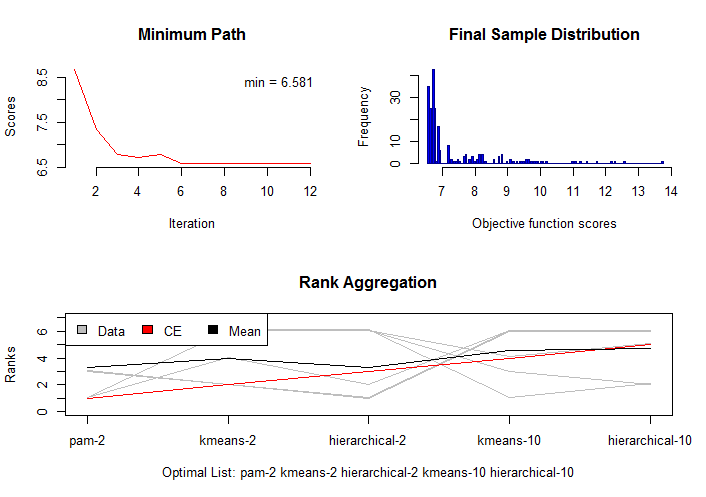 Minimum Path
Scores
8.5
7.5
6.5
min = 6.581
2 4 6 8 10 12
Iteration
Final Sample Distribution
Frequency
30
10
0
7 8 9 10 11 12 13 14
Objective function scores
Rank Aggregation
Ranks
6
4
2
0
Data CE Mean
pam-2 kmeans-2 hierarchical-2 kmeans-10 hierarchical-10
Optimal List: pam-2 kmeans-2 hierarchical-2 kmeans-10 hierarchical-10